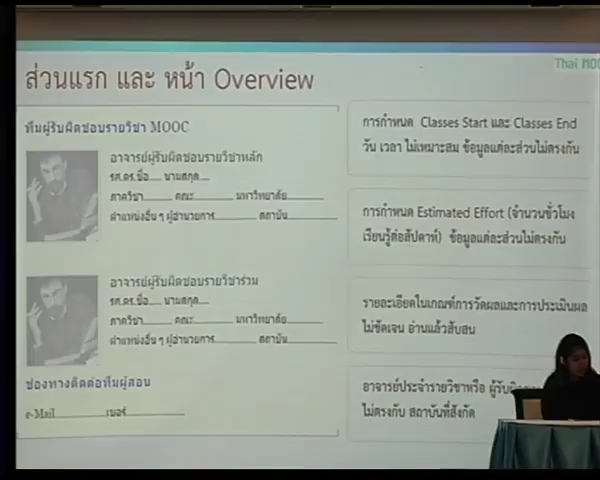 Thai MOO
ส่วนแรก และ หน้า Overview
ทีมผู้รับผิดชอบรายวิชา MOOC
อาจารย์ผู้รับผิดชอบรายวิชาหลัก
รศ.ดร.ชื่อ.... นามสกุล....
ภาควิชา........ คณะ........ มหาวิทยาลัย........
ตำแหน่งอื่น ๆ ผู้อำนวยการ........ สถาบัน........
อาจารย์ผู้รับผิดชอบรายวิชาร่วม
รศ.ดร.ชื่อ.... นามสกุล....
ภาควิชา........ คณะ........ มหาวิทยาลัย........
ตำแหน่งอื่น ๆ ผู้อำนวยการ........ สถาบัน........
ช่องทางติดต่อทีมผู้สอน
e-Mail................เบอร์................
การกำหนด Classes Start และ Classes End
วัน เวลา ไม่เหมาะสม ข้อมูลแต่ละส่วนไม่ตรงกัน
การกำหนด Estimated Effort (จำนวนชั่วโมง
เรียนรู้ต่อสัปดาห์) ข้อมูลแต่ละส่วนไม่ตรงกัน
รายละเอียดในเกณฑ์การวัดผลและการประเมินผล
ไม่ชัดเจน อ่านแล้วสับสน
อาจารย์ประจำรายวิชาหรือ
ไม่ตรงกับ สถาบันที่สังกัด